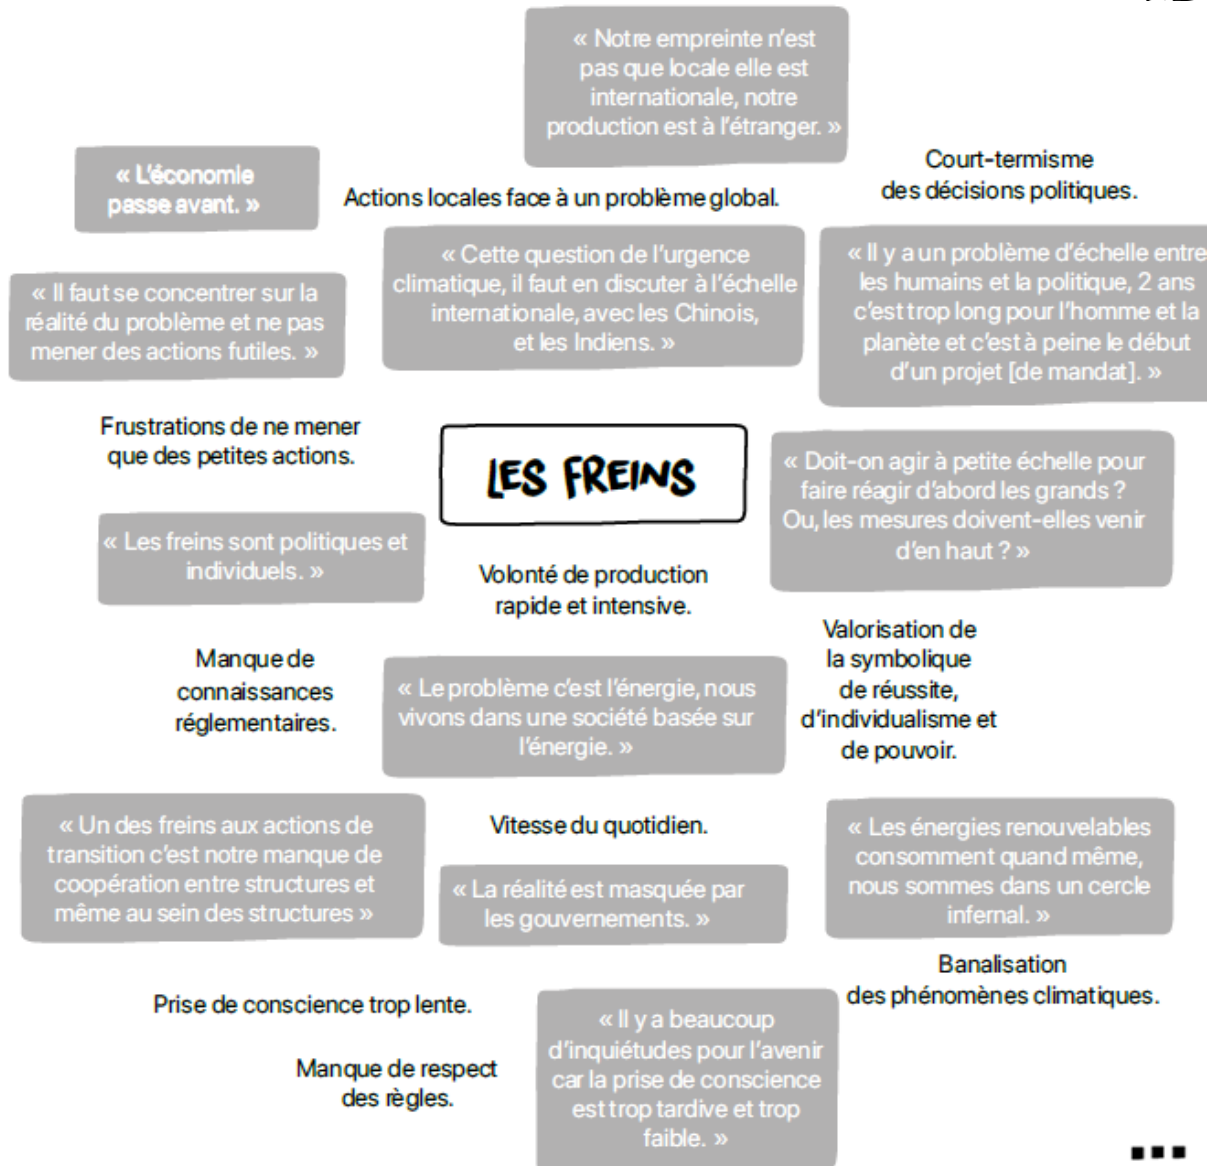 « Notre empreinte n’est
pas que locale elle est
internationale, notre
production est à l’étranger. »
« L’économie
passe avant. »
Actions locales face à un problème global.
Court-termisme
des décisions politiques.
« Il faut se concentrer sur la
réalité du problème et ne pas
mener des actions futiles. »
« Cette question de l’urgence
climatique, il faut en discuter à l’échelle
internationale, avec les Chinois,
et les Indiens. »
« Il y a un problème d’échelle entre
les humains et la politique, 2 ans
c’est trop long pour l’homme et la
planète et c’est à peine le début
d’un projet [de mandat]. »
Frustrations de ne mener
que des petites actions.
LES FREINS
« Doit-on agir à petite échelle pour
faire réagir d’abord les grands ?
Ou, les mesures doivent-elles venir
d’en haut ? »
« Les freins sont politiques et
individuels. »
Volonté de production
rapide et intensive.
Manque de
connaissances
réglementaires.
« Le problème c’est l’énergie, nous
vivons dans une société basée sur
l’énergie. »
Valorisation de
la symbolique
de réussite,
d’individualisme et
de pouvoir.
« Un des freins aux actions de
transition c’est notre manque de
coopération entre structures et
même au sein des structures »
Vitesse du quotidien.
« La réalité est masquée par
les gouvernements. »
« Les énergies renouvelables
consomment quand même,
nous sommes dans un cercle
infernal. »
Banalisation
des phénomènes climatiques.
Prise de conscience trop lente.
Manque de respect
des règles.
« Il y a beaucoup
d’inquiétudes pour l’avenir
car la prise de conscience
est trop tardive et trop
faible. »
...